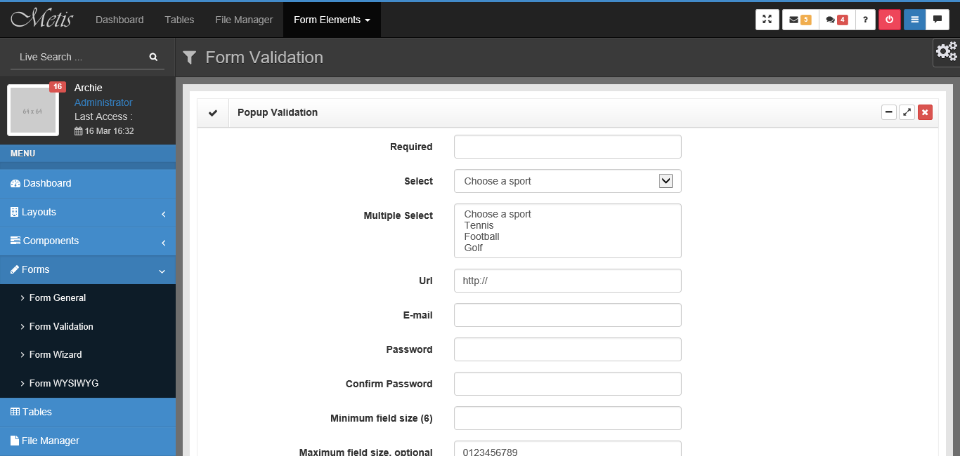 Metis
Dashboard Tables File Manager Form Elements
5 4 ?
Live Search ...
Form Validation
16
Archie
Administrator
Last Access :
16 Mar 16:32
MENU
Dashboard
Layouts
Components
Forms
Form General
Form Validation
Form Wizard
Form WYSIWYG
Tables
File Manager
Popup Validation
Required
Select Choose a sport
Multiple Select Choose a sport
Tennis
Football
Golf
Url http://
E-mail
Password
Confirm Password
Minimum field size (6)
Maximum field size, optional 0123456789